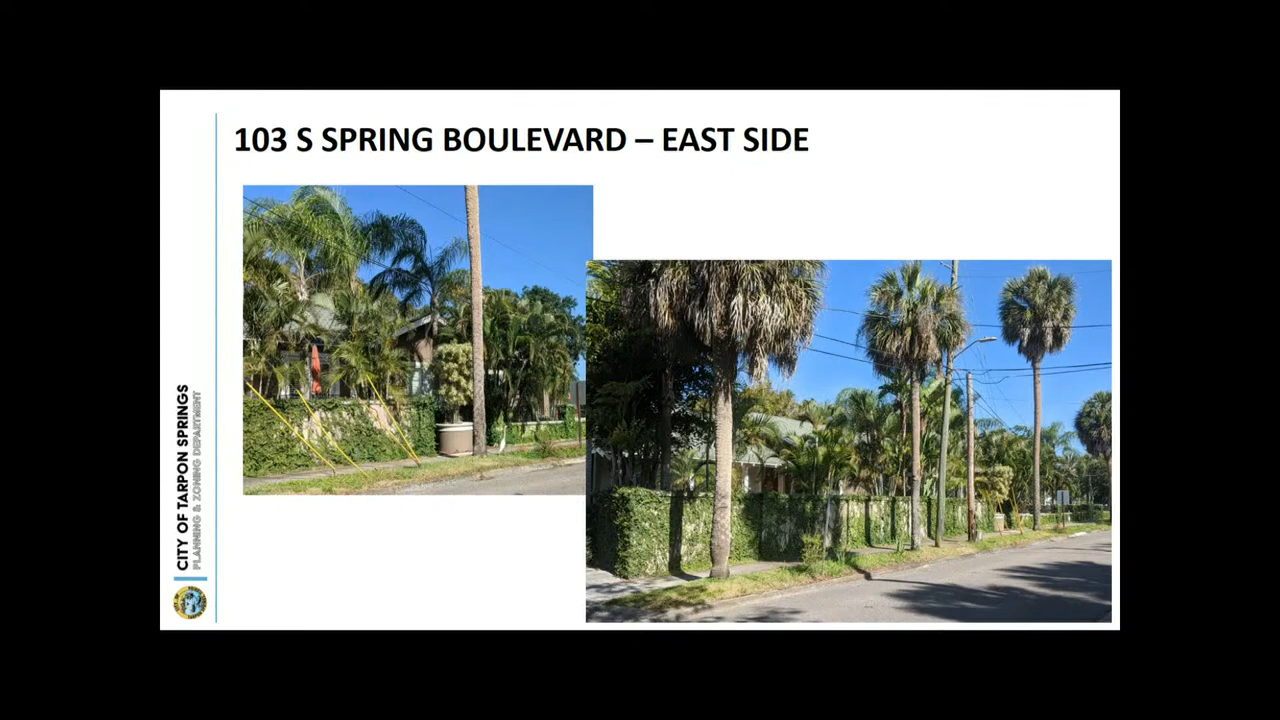 103 S SPRING BOULEVARD – EAST SIDE
CITY OF TARPON SPRINGS
PLANNING & ZONING DEPARTMENT